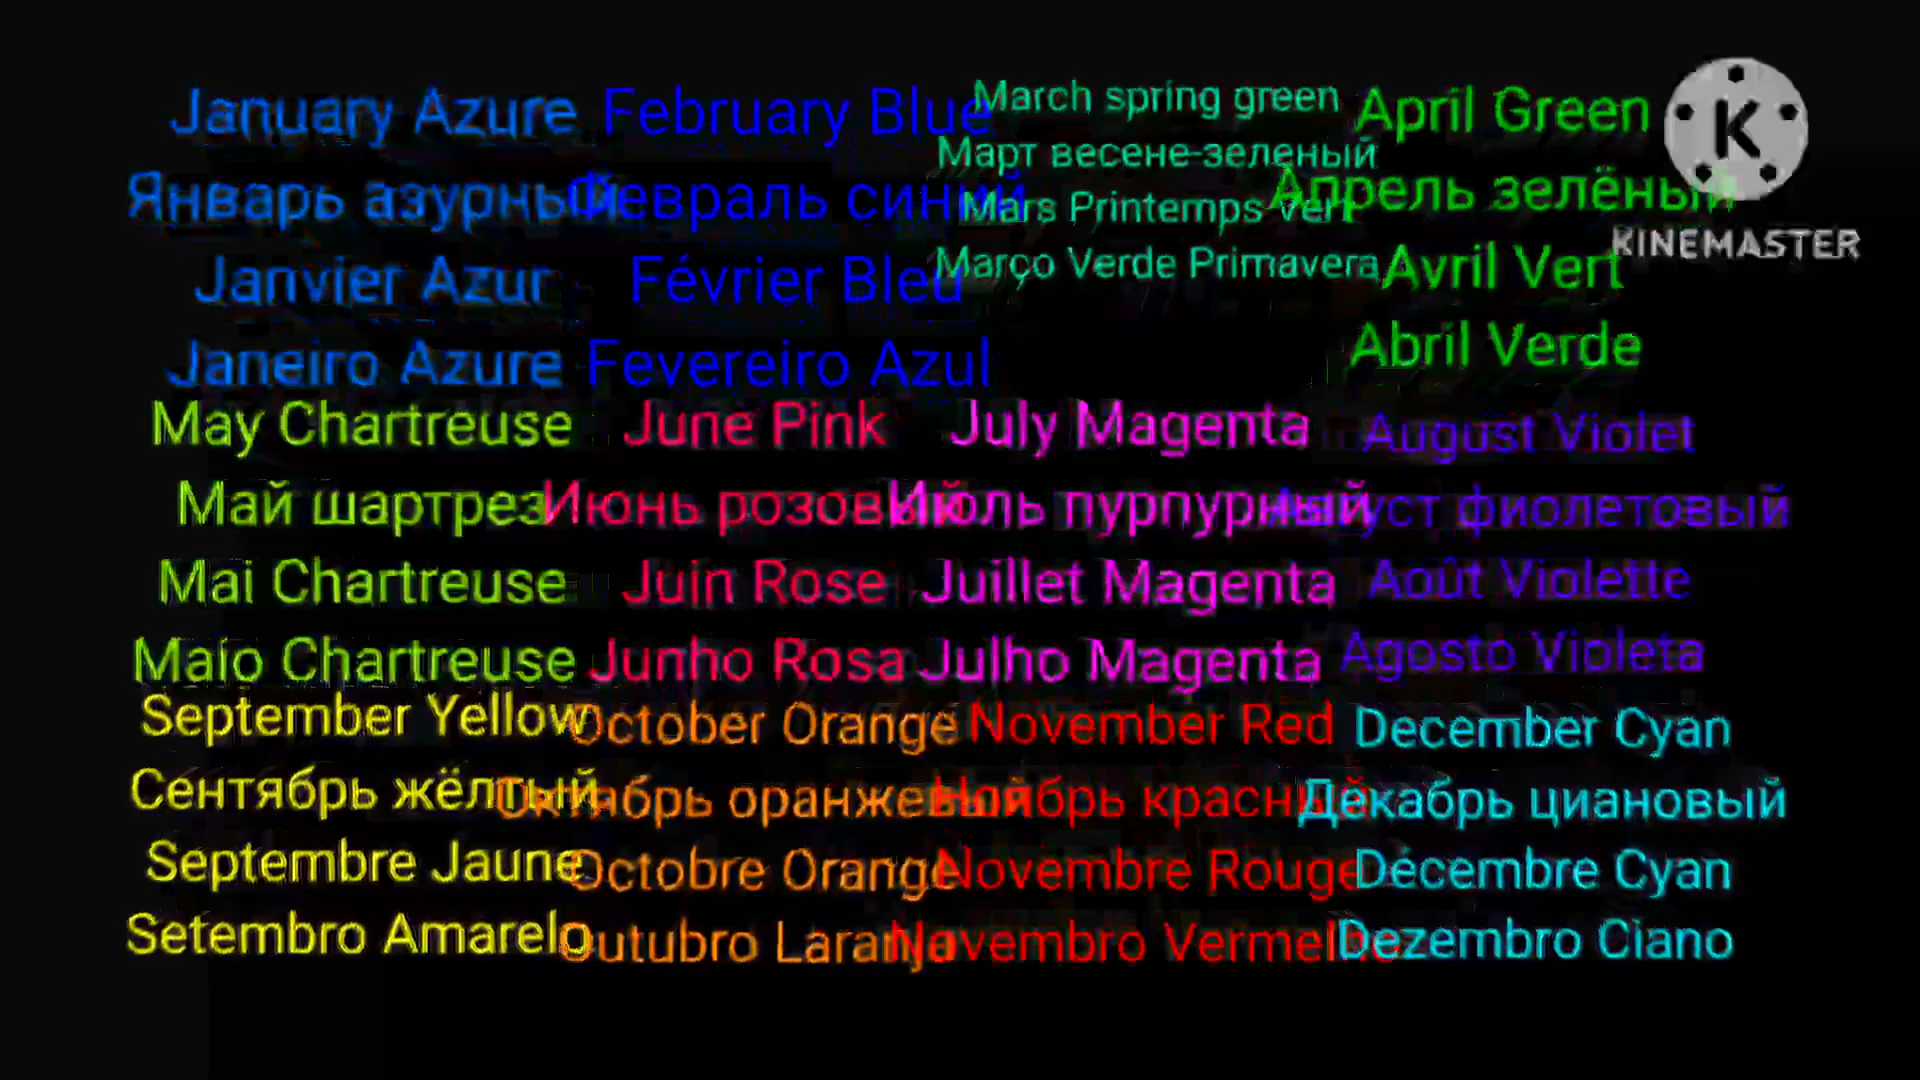 January Azure
Январь азурный
Janvier Azur
Janeiro Azure
February Blue
Февраль синий
Février Bleu
Fevereiro Azul
March spring green
Март весене-зеленый
Mars Printemps vert
Março Verde Primavera
April Green
Апрель зелёный
Avril Vert
Abril Verde
KINEMASTER
May Chartreuse
Май шартрез
Mai Chartreuse
Maio Chartreuse
June Pink
Июнь розовый
Juin Rose
Junho Rosa
July Magenta
Июль пурпурный
Juillet Magenta
Julho Magenta
August Violet
Август фиолетовый
Août Violette
Agosto Violeta
September Yellow
Сентябрь жёлтый
Septembre Jaune
Setembro Amarelo
October Orange
Октябрь оранжевый
Octobre Orange
Outubro Laranja
November Red
Ноябрь красный
Novembre Rouge
Novembro Vermelho
December Cyan
Декабрь циановый
Décembre Cyan
Dezembro Ciano